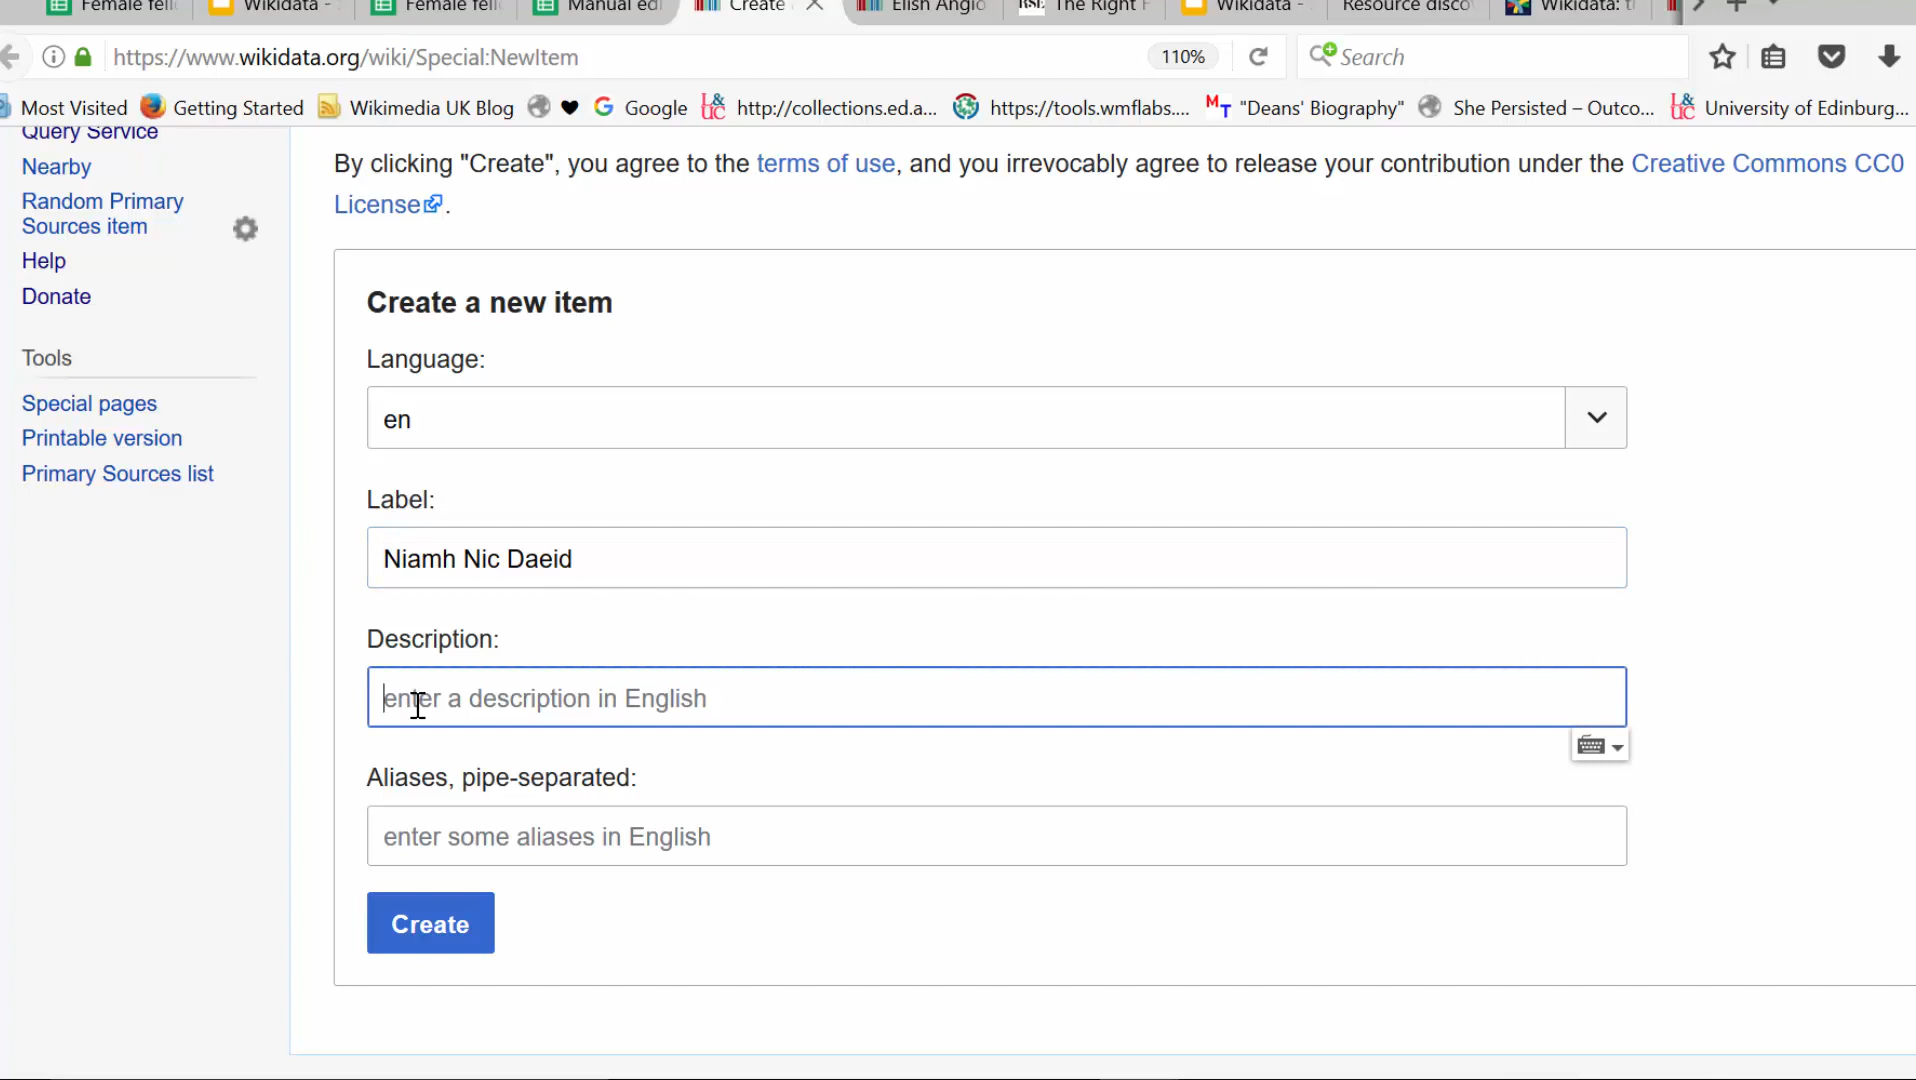 Female fell
Wikidata -
Female fell
Manual edi
Create
Elish Angio
The Right
Wikidata -
Resource disco
Wikidata:
https://www.wikidata.org/wiki/Special:NewItem
110%
Search
Most Visited
Getting Started
Wikimedia UK Blog
Google
http://collections.ed.a...
https://tools.wmflabs....
"Deans' Biography"
She Persisted – Outco...
University of Edinburg...
Query Service
Nearby
Random Primary
Sources item
Help
Donate
Tools
Special pages
Printable version
Primary Sources list
By clicking "Create", you agree to the terms of use, and you irrevocably agree to release your contribution under the Creative Commons CC0
License.
Create a new item
Language:
en
Label:
Niamh Nic Daeid
Description:
enter a description in English
Aliases, pipe-separated:
enter some aliases in English
Create